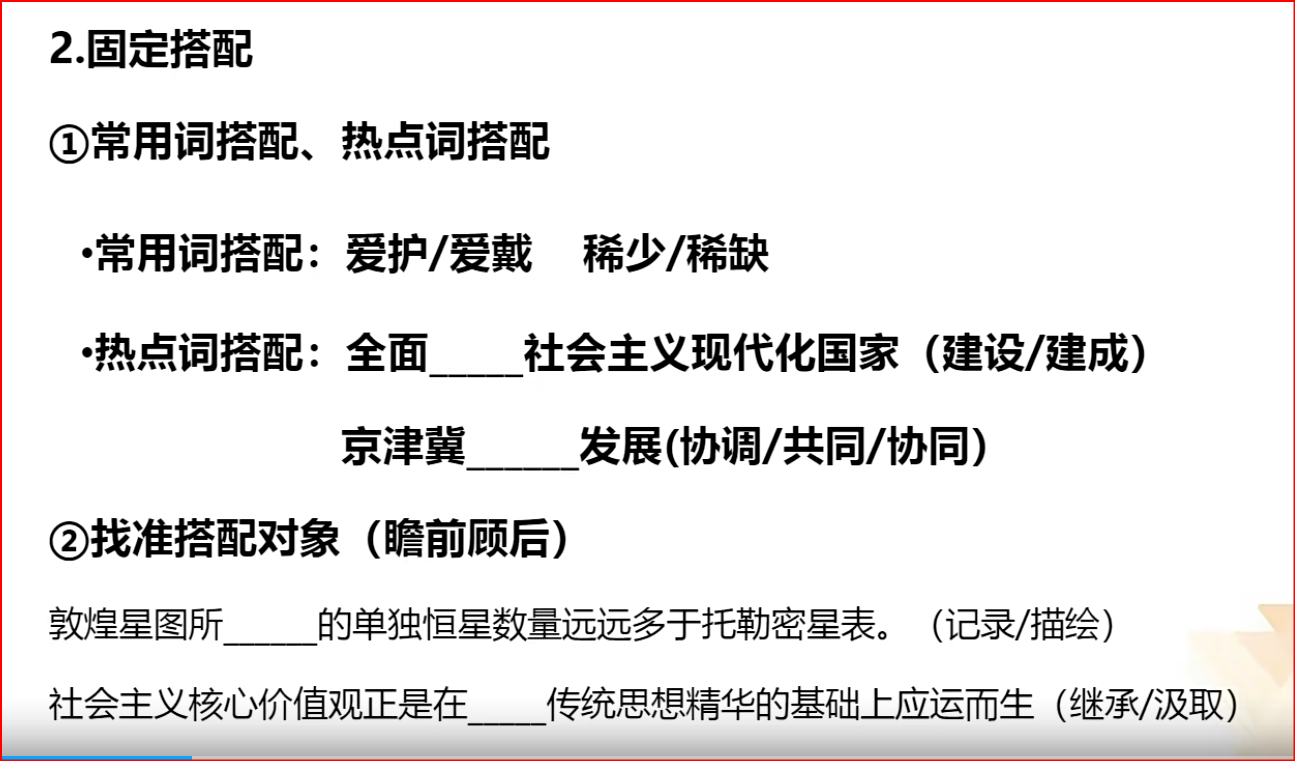 2.固定搭配
①常用词搭配、热点词搭配
•常用词搭配：爱护/爱戴 稀少/稀缺
•热点词搭配：全面_____社会主义现代化国家（建设/建成）
京津冀______发展(协调/共同/协同）
②找准搭配对象（瞻前顾后）
敦煌星图所______的单独恒星数量远远多于托勒密星表。（记录/描绘）
社会主义核心价值观正是在_____传统思想精华的基础上应运而生（继承/汲取）